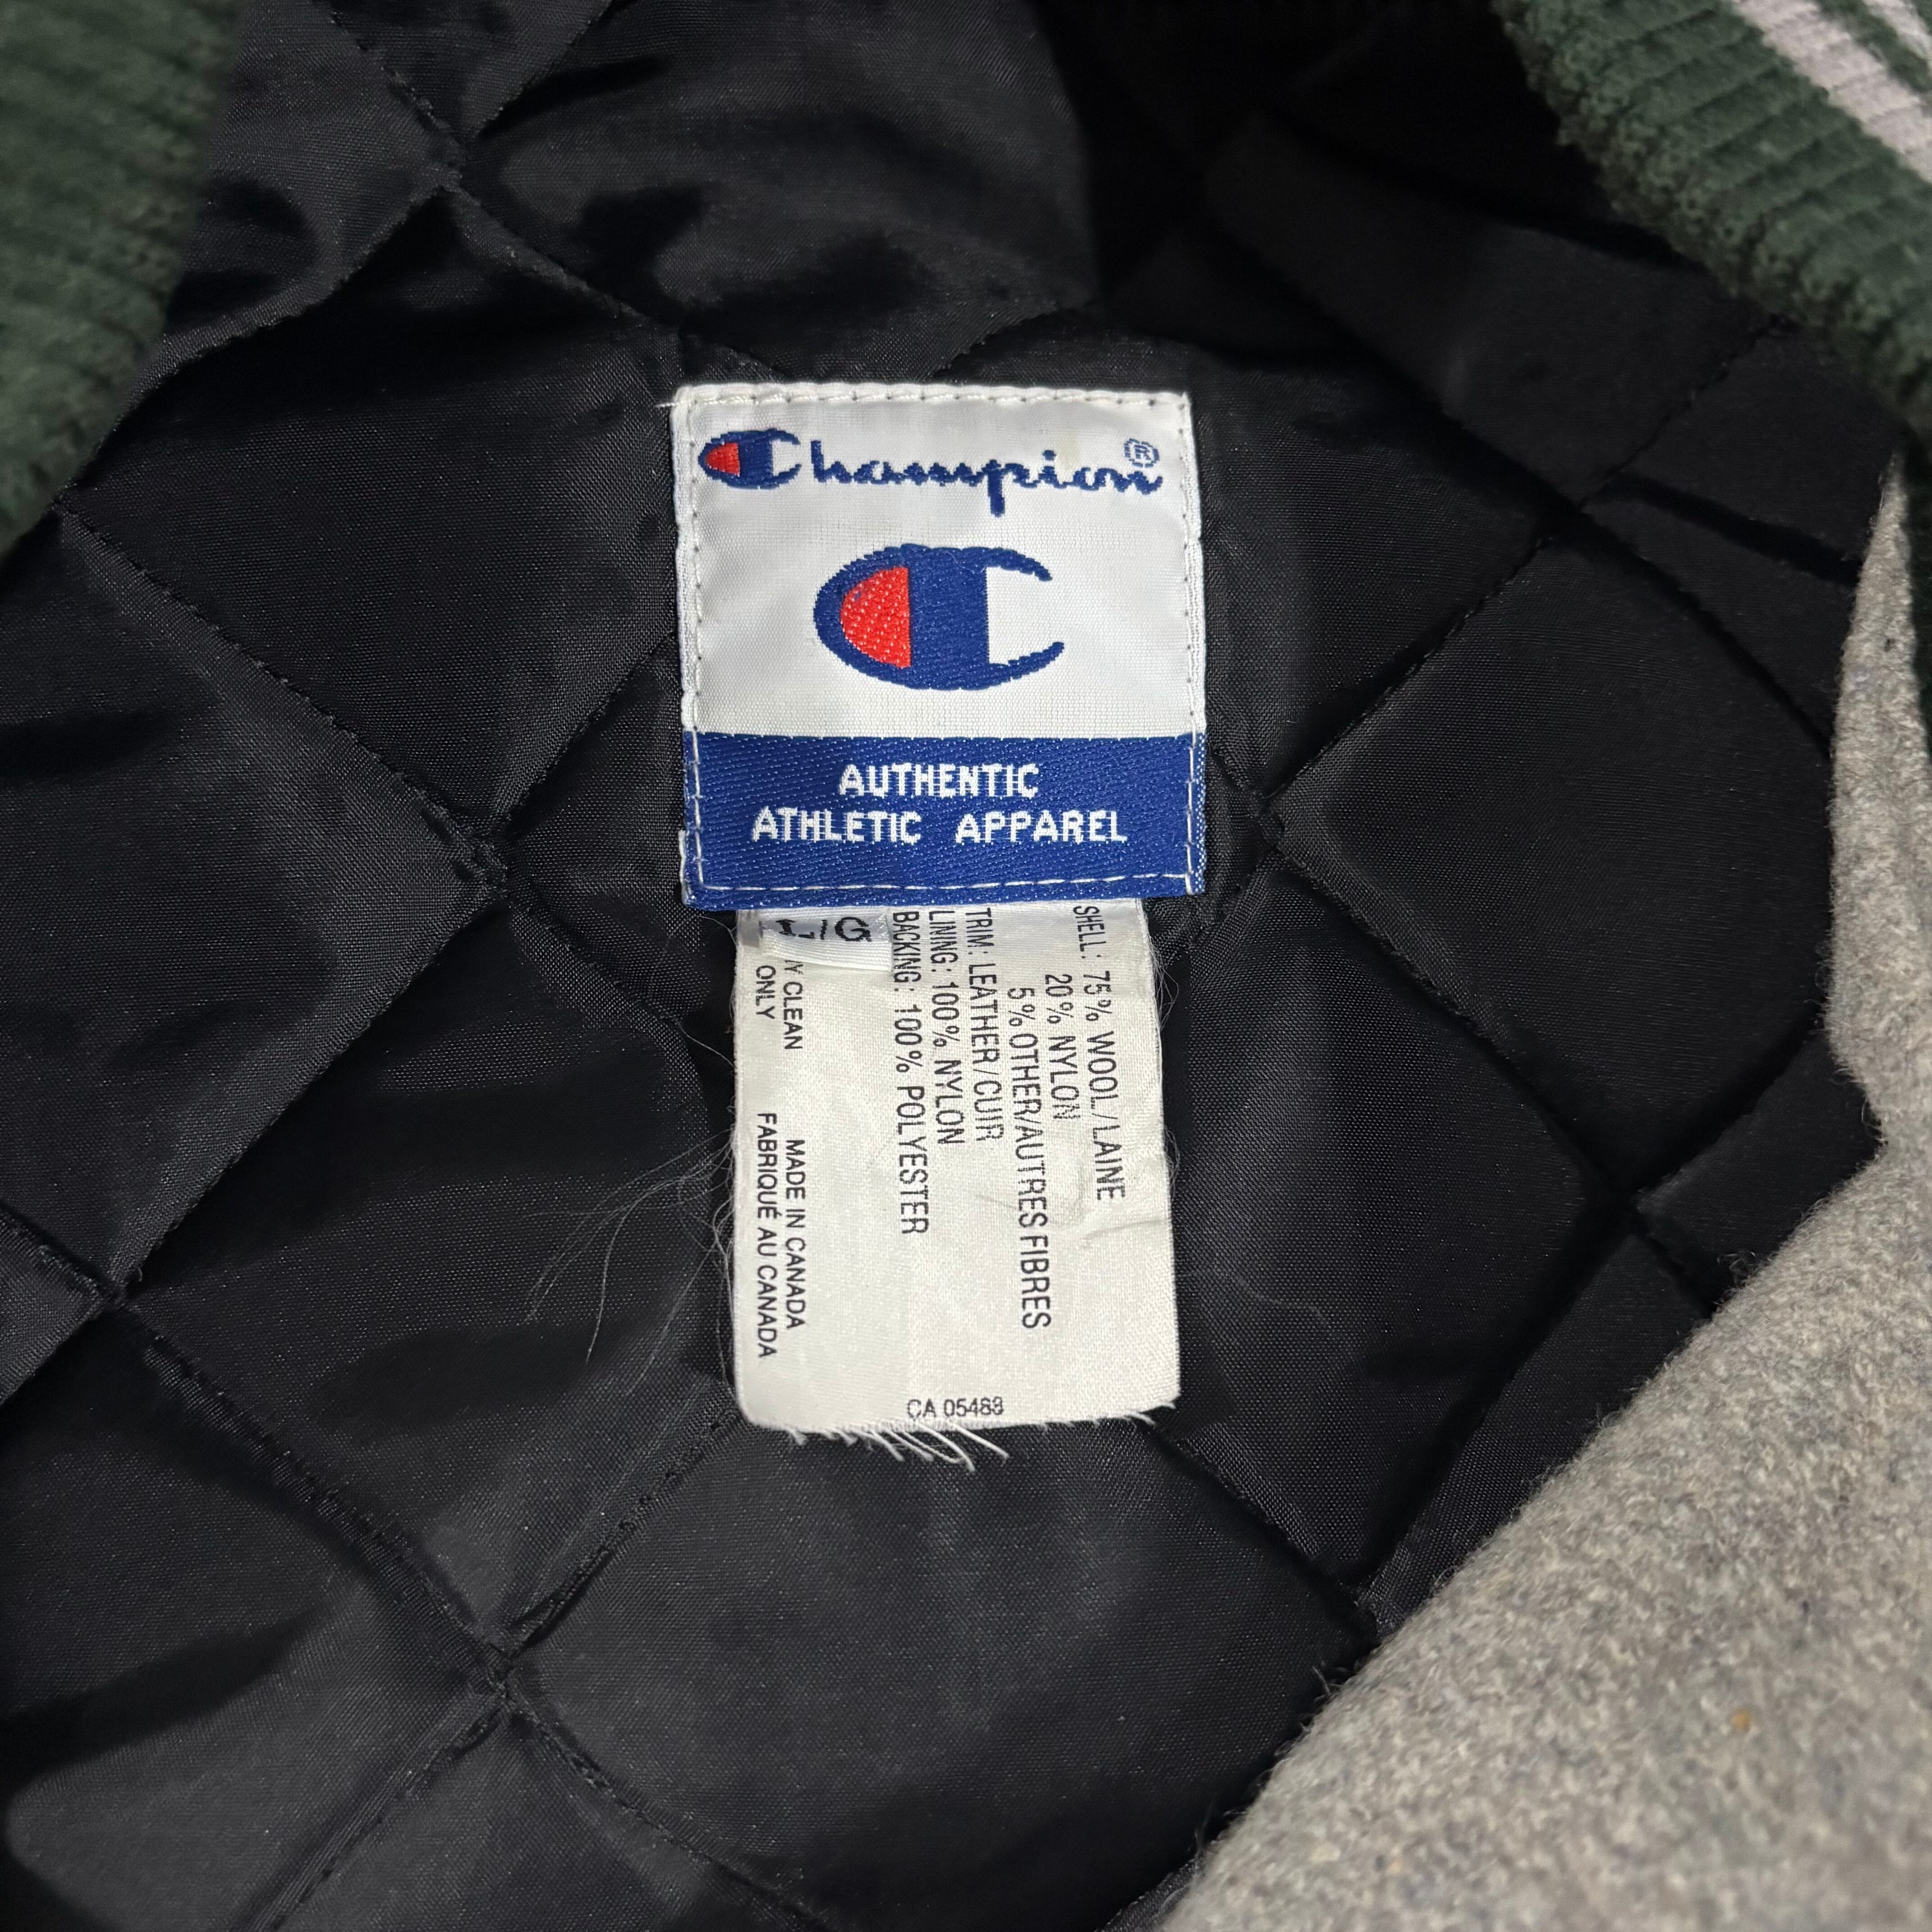 Champion®
AUTHENTIC
ATHLETIC APPAREL
/G
SHELL: 75% WOOL/LAINE
20% NYLON
5% OTHER/AUTRES FIBRES
TRIM: LEATHER/CUIR
LINING: 100% NYLON
BACKING: 100% POLYESTER
CLEAN
ONLY
MADE IN CANADA
FABRIQUÉ AU CANADA
CA 05488